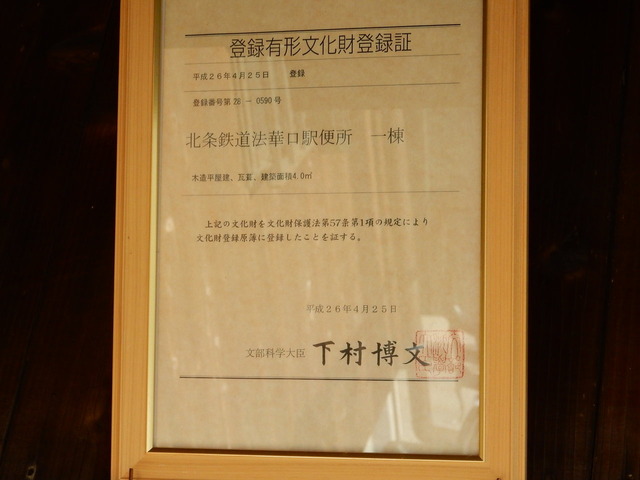 登録有形文化財登録証
平成26年4月25日 登録
登録番号第28-0590号
北条鉄道法華口駅便所 一棟
木造平屋建、瓦葺、建築面積4.0㎡
上記の文化財を文化財保護法第57条第1項の規定により
文化財登録原簿に登録したことを証する。
平成26年4月25日
文部科学大臣 下村博文